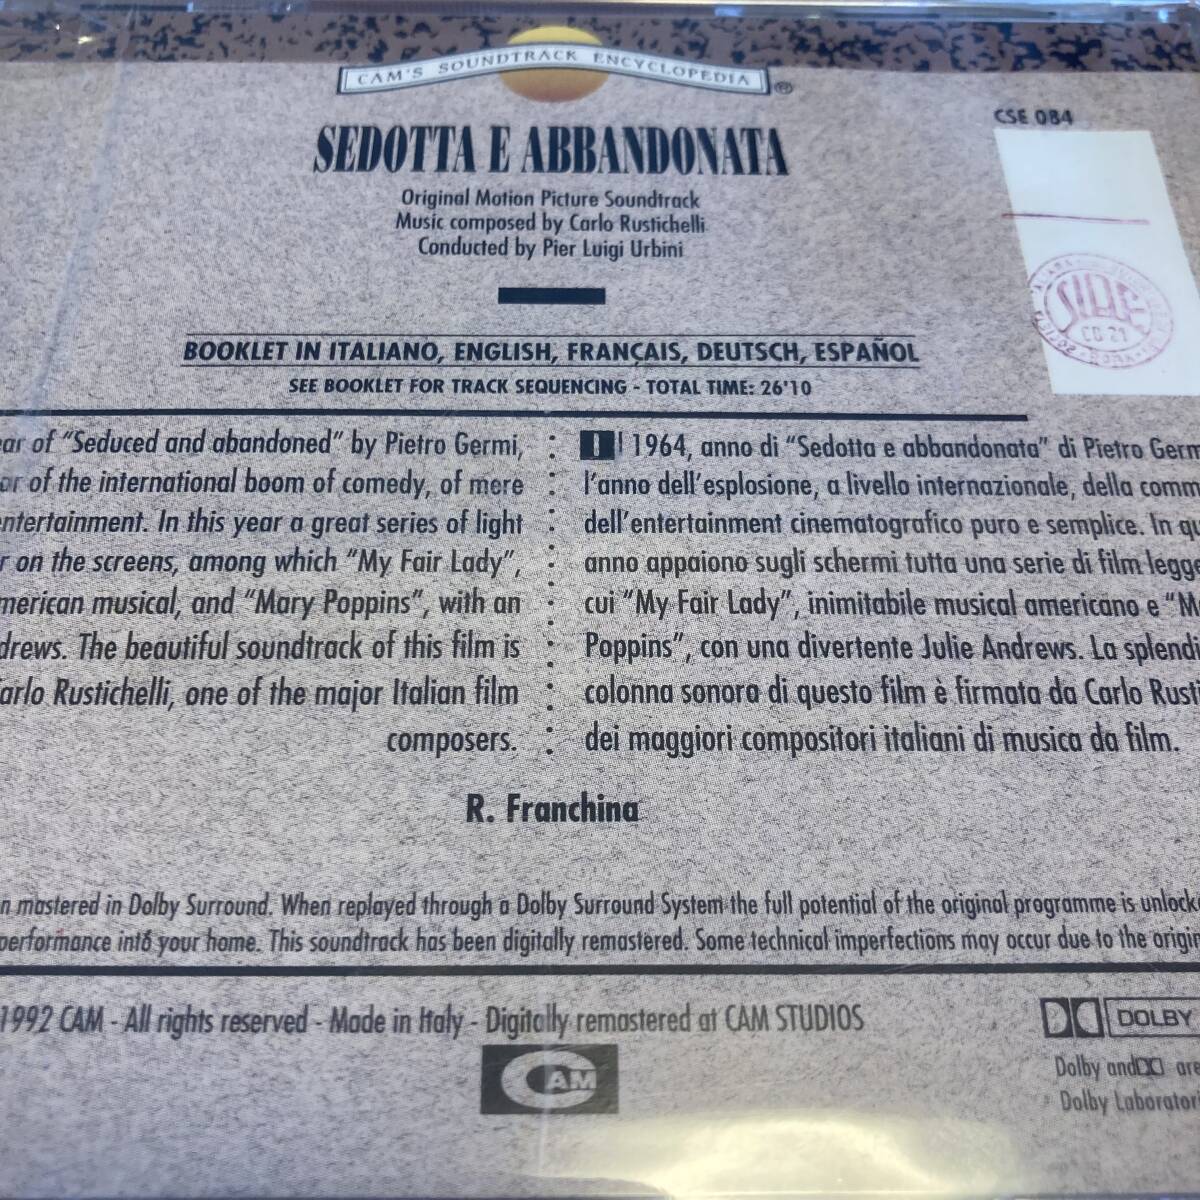 CAM'S SOUNDTRACK ENCYCLOPEDIA
®
CSE 084
SEDOTTA E ABBANDONATA
Original Motion Picture Soundtrack
Music composed by Carlo Rustichelli
Conducted by Pier Luigi Urbini
SIAE
BOOKLET IN ITALIANO, ENGLISH, FRANÇAIS, DEUTSCH, ESPAÑOL
SEE BOOKLET FOR TRACK SEQUENCING - TOTAL TIME: 26'10
ar of "Seduced and abandoned" by Pietro Germi,
ar of the international boom of comedy, of mere
ntertainment. In this year a great series of light
r on the screens, among which "My Fair Lady",
merican musical, and "Mary Poppins", with an
drews. The beautiful soundtrack of this film is
arlo Rustichelli, one of the major Italian film
composers.
Il 1964, anno di "Sedotta e abbandonata" di Pietro Germ
l'anno dell'esplosione, a livello internazionale, della comm
dell'entertainment cinematografico puro e semplice. In qu
anno appaiono sugli schermi tutta una serie di film legge
cui "My Fair Lady", inimitabile musical americano e "M
Poppins", con una divertente Julie Andrews. La splendi
colonna sonora di questo film è firmata da Carlo Rusti
dei maggiori compositori italiani di musica da film.
R. Franchina
n mastered in Dolby Surround. When replayed through a Dolby Surround System the full potential of the original programme is unlock
performance into your home. This soundtrack has been digitally remastered. Some technical imperfections may occur due to the origin
1992 CAM - All rights reserved - Made in Italy - Digitally remastered at CAM STUDIOS
CAM
DOLBY
Dolby and are
Dolby Laborator